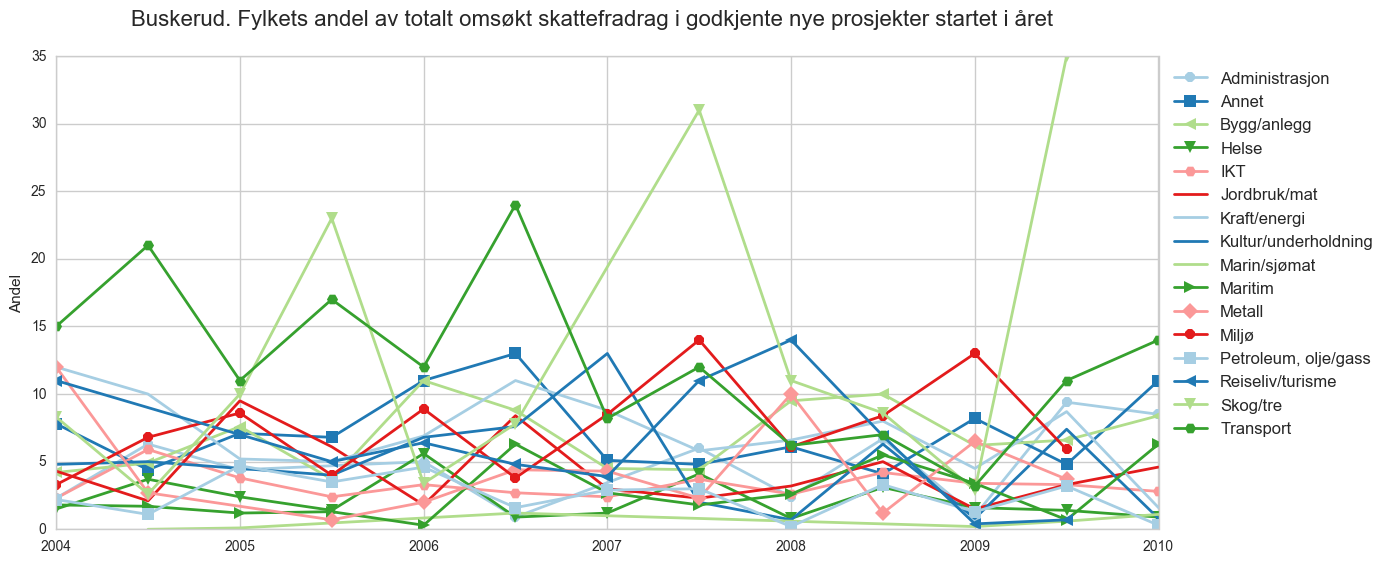 Buskerud. Fylkets andel av totalt omsøkt skattefradrag i godkjente nye prosjekter startet i året
35
30
25
20
15
10
5
0
Andel
2004 2005 2006 2007 2008 2009 2010
Administrasjon
Annet
Bygg/anlegg
Helse
IKT
Jordbruk/mat
Kraft/energi
Kultur/underholdning
Marin/sjømat
Maritim
Metall
Miljø
Petroleum, olje/gass
Reiseliv/turisme
Skog/tre
Transport